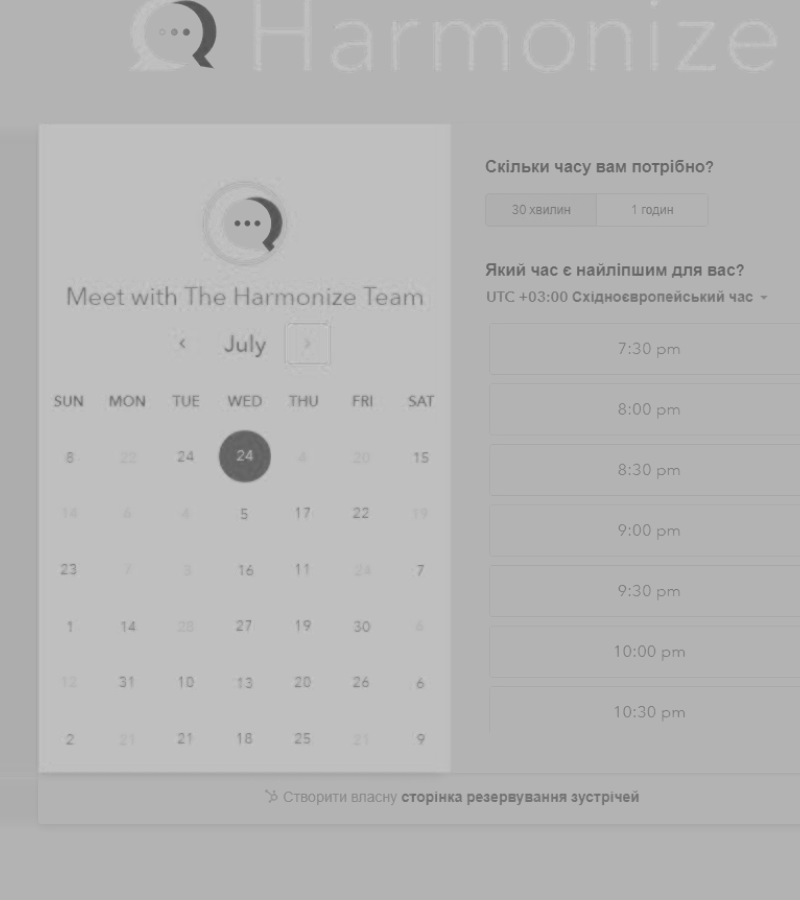 Harmonize
Meet with The Harmonize Team
July
SUN MON TUE WED THU FRI SAT
8 22 24 24 4 20 15
14 6 4 5 17 22 19
23 7 3 16 11 24 7
1 14 28 27 19 30 6
12 31 10 13 20 26 6
2 21 21 18 25 21 9
Скільки часу вам потрібно?
30 хвилин 1 годин
Який час є найліпшим для вас?
UTC +03:00 Східноєвропейський час
7:30 pm
8:00 pm
8:30 pm
9:00 pm
9:30 pm
10:00 pm
10:30 pm
Створити власну сторінка резервування зустрічей